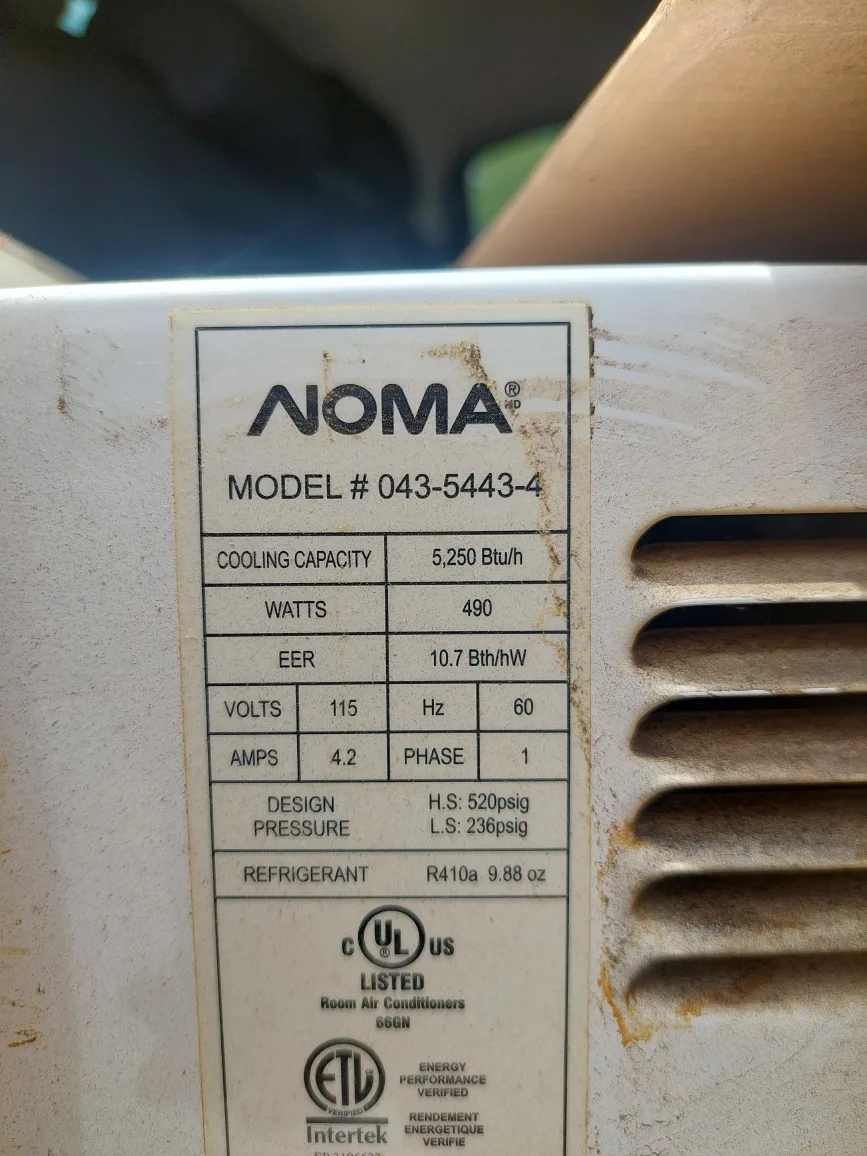 NOMA®
MD
MODEL # 043-5443-4
COOLING CAPACITY 5,250 Btu/h
WATTS 490
EER 10.7 Bth/hW
VOLTS 115 Hz 60
AMPS 4.2 PHASE 1
DESIGN PRESSURE H.S: 520psig
L.S: 236psig
REFRIGERANT R410a 9.88 oz
C UL® US
LISTED
Room Air Conditioners
66GN
ETL
VERIFIED
Intertek
ENERGY
PERFORMANCE
VERIFIED
RENDEMENT
ENERGETIQUE
VERIFIE